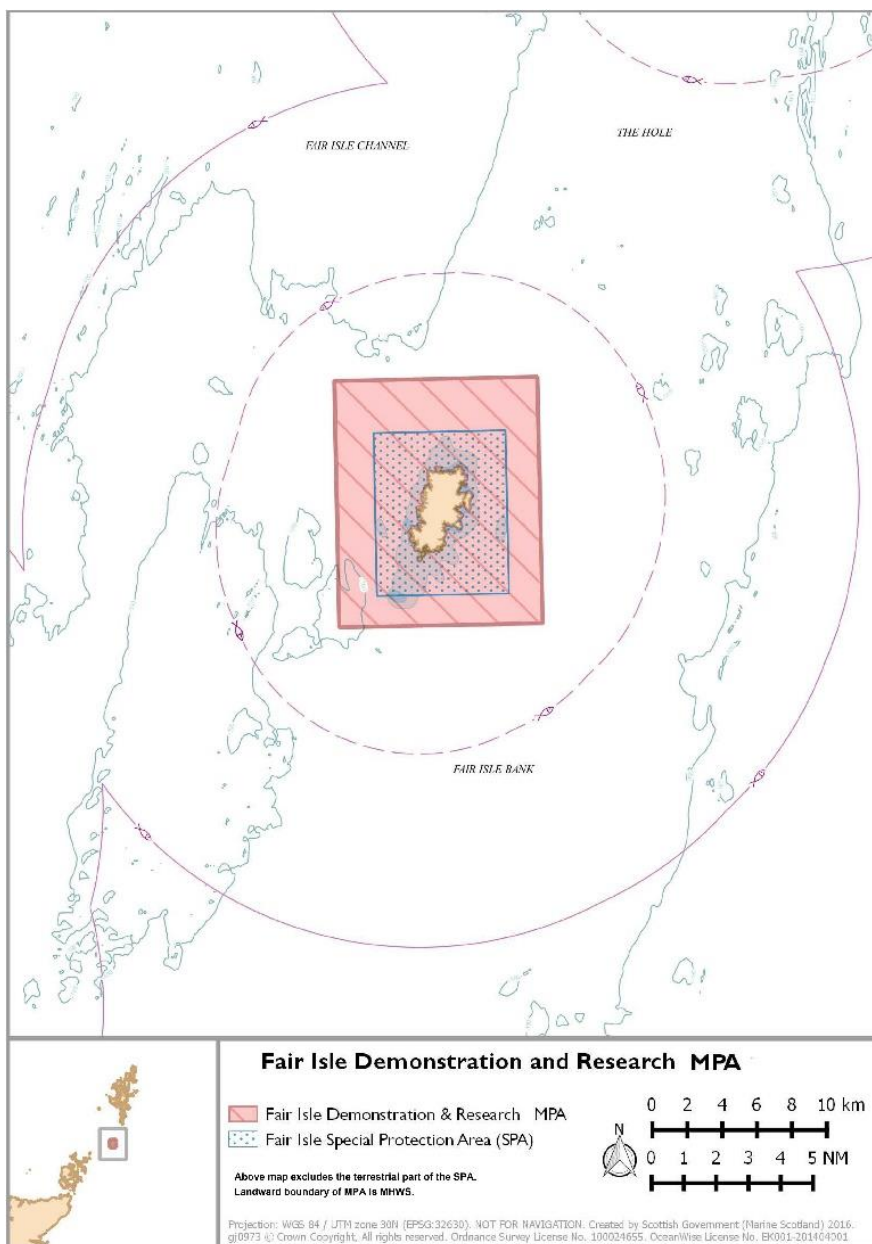 FAIR ISLE CHANNEL
THE HOLE
FAIR ISLE BANK
Fair Isle Demonstration and Research MPA
Fair Isle Demonstration & Research MPA
Fair Isle Special Protection Area (SPA)
Above map excludes the terrestrial part of the SPA.
Landward boundary of MPA is MHWS.
N
0 2 4 6 8 10 km
0 1 2 3 4 5 NM
Projection: WGS 84 / UTM zone 30N (EPSG:32630). NOT FOR NAVIGATION. Created by Scottish Government (Marine Scotland) 2016.
gj0973 © Crown Copyright, All rights reserved. Ordnance Survey License No. 100024655. OceanWise License No. EK001-201404001.